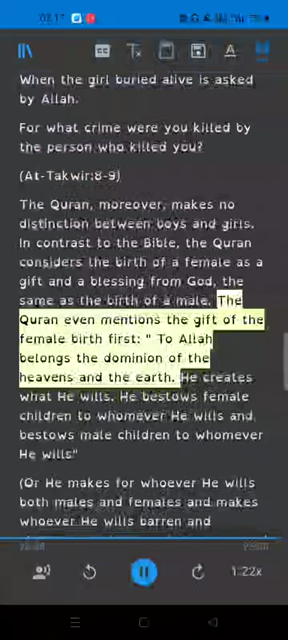 When the girl buried alive is asked
by Allah.
For what crime were you killed by
the person who killed you?
(At-Takwir:8-9)
The Quran, moreover, makes no
distinction between boys and girls.
In contrast to the Bible, the Quran
considers the birth of a female as a
gift and a blessing from God, the
same as the birth of a male. The
Quran even mentions the gift of the
female birth first: " To Allah
belongs the dominion of the
heavens and the earth. He creates
what He wills. He bestows female
children to whomever He wills and
bestows male children to whomever
He wills"
(Or He makes for whoever He wills
both males and females and makes
whoever He wills barren and
1.22x